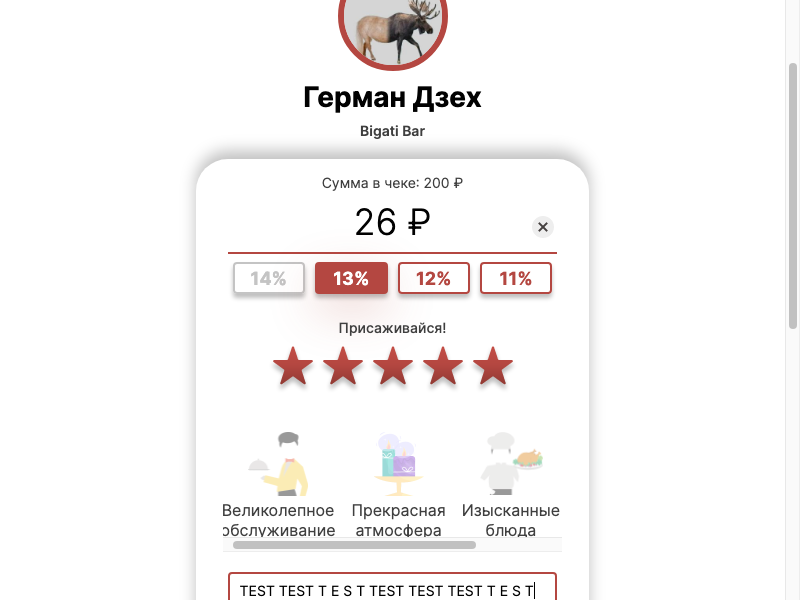 Герман Дзех
Bigati Bar
Сумма в чеке: 200 ₽
26 ₽
14% 13% 12% 11%
Присаживайся!
Великолепное обслуживание
Прекрасная атмосфера
Изысканные блюда
TEST TEST T E S T TEST TEST TEST T E S T